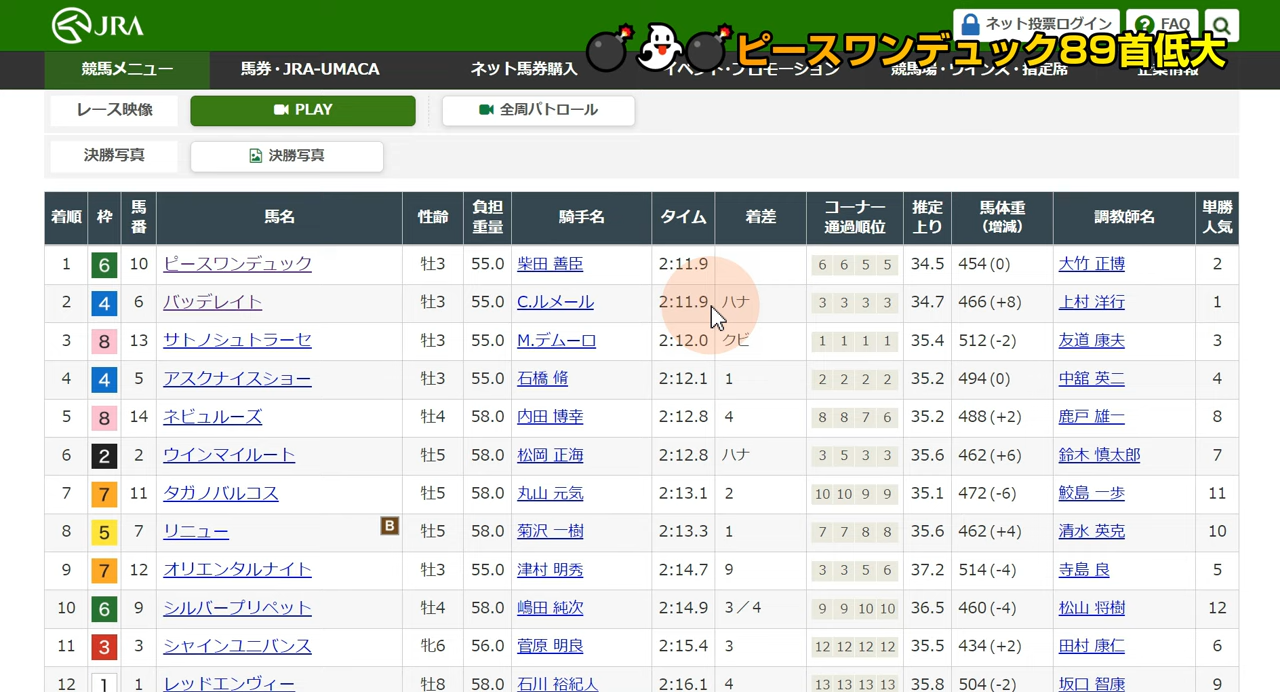 JRA
ネット投票ログイン FAQ
💣👻💣ピースワンデュック89首低大
競馬メニュー 馬券・JRA-UMACA ネット馬券購入 イベント・プロモーション 競馬場・ウインズ・指定席 企業情報
レース映像 PLAY 全周パトロール
決勝写真 決勝写真
着順 枠 馬番 馬名 性齢 負担重量 騎手名 タイム 着差 コーナー通過順位 推定上り 馬体重(増減) 調教師名 単勝人気
1 6 10 ピースワンデュック 牡3 55.0 柴田 善臣 2:11.9 6 6 5 5 34.5 454(0) 大竹 正博 2
2 4 6 バッデレイト 牡3 55.0 C.ルメール 2:11.9 ハナ 3 3 3 3 34.7 466(+8) 上村 洋行 1
3 8 13 サトノシュトラーセ 牡3 55.0 M.デムーロ 2:12.0 クビ 1 1 1 1 35.4 512(-2) 友道 康夫 3
4 4 5 アスクナイスショー 牡3 55.0 石橋 脩 2:12.1 1 2 2 2 2 35.2 494(0) 中舘 英二 4
5 8 14 ネビュルーズ 牡4 58.0 内田 博幸 2:12.8 4 8 8 7 6 35.2 488(+2) 鹿戸 雄一 8
6 2 2 ウインマイルート 牡5 58.0 松岡 正海 2:12.8 ハナ 3 5 3 3 35.6 462(+6) 鈴木 慎太郎 7
7 7 11 タガノバルコス 牡5 58.0 丸山 元気 2:13.1 2 10 10 9 9 35.1 472(-6) 鮫島 一歩 11
8 5 7 リニュー B 牡5 58.0 菊沢 一樹 2:13.3 1 7 7 8 8 35.6 462(+4) 清水 英克 10
9 7 12 オリエンタルナイト 牡3 55.0 津村 明秀 2:14.7 9 3 3 5 6 37.2 514(-4) 寺島 良 5
10 6 9 シルバープリペット 牡4 58.0 嶋田 純次 2:14.9 3/4 9 9 10 10 36.5 460(-4) 松山 将樹 12
11 3 3 シャインユニバンス 牝6 56.0 菅原 明良 2:15.4 3 12 12 12 12 35.5 434(+2) 田村 康仁 6
12 1 1 レッドエンヴィー 牡8 58.0 石川 裕紀人 2:16.1 4 13 13 13 13 35.8 504(-2) 坂口 智康 9